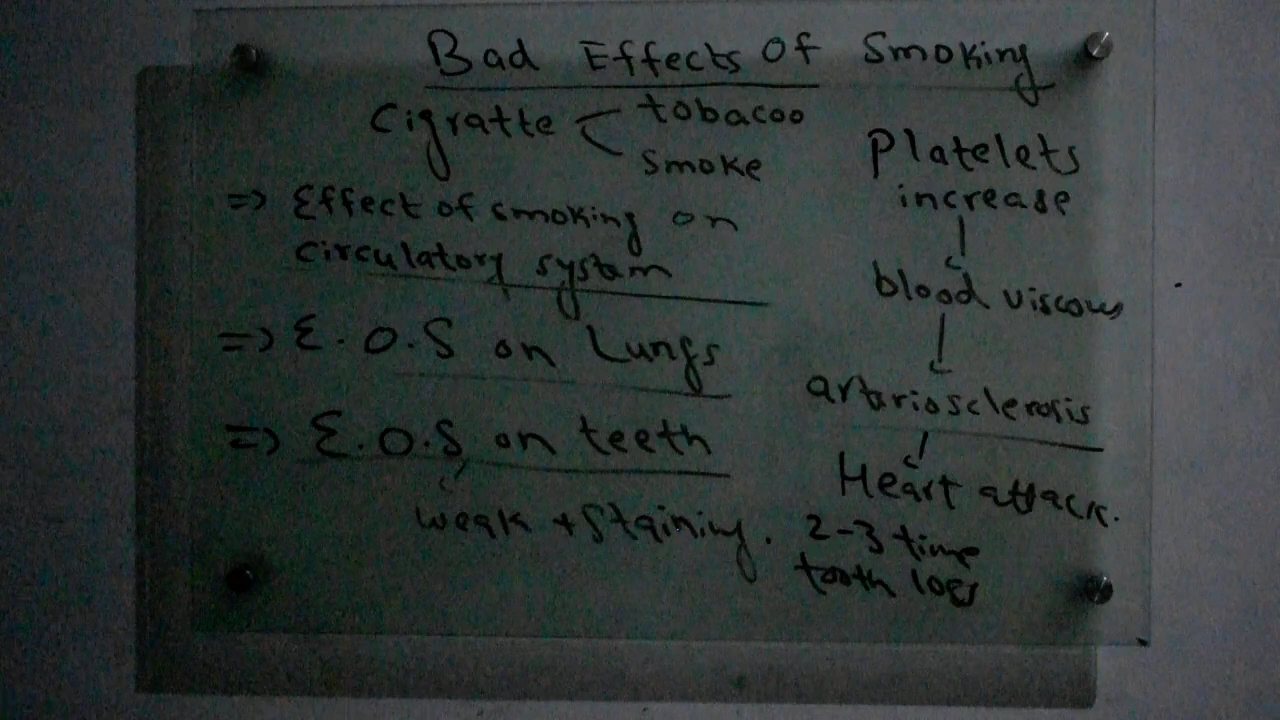 Bad Effects Of Smoking
Cigratte
tobacoo
smoke
=> Effect of smoking on
circulatory system
=> E.O.S on Lungs
=> E.O.S on teeth
weak + staining.
Platelets
increase
blood viscous
artariosclerosis
Heart attack.
2-3 time
tooth loss